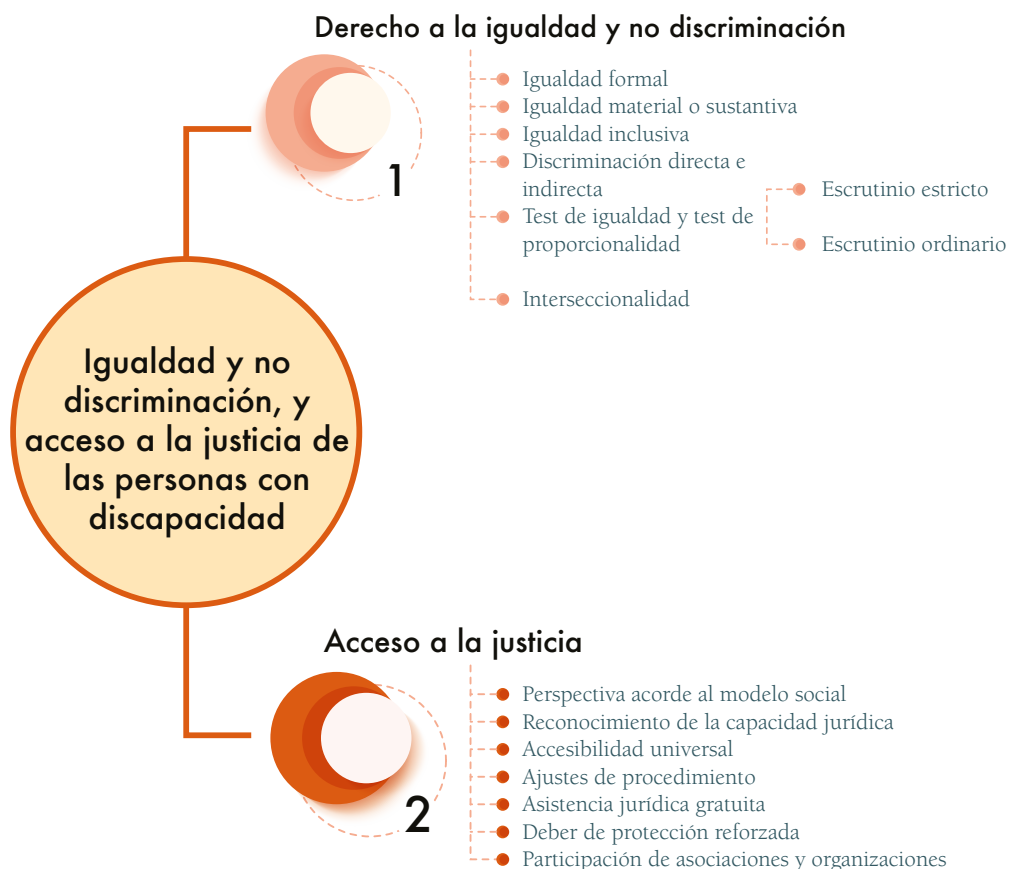 Derecho a la igualdad y no discriminación
Igualdad formal
Igualdad material o sustantiva
Igualdad inclusiva
Discriminación directa e
indirecta
Test de igualdad y test de
proporcionalidad
Escrutinio estricto
Escrutinio ordinario
Interseccionalidad
1
Igualdad y no
discriminación, y
acceso a la justicia de
las personas con
discapacidad
Acceso a la justicia
Perspectiva acorde al modelo social
Reconocimiento de la capacidad jurídica
Accesibilidad universal
Ajustes de procedimiento
Asistencia jurídica gratuita
Deber de protección reforzada
Participación de asociaciones y organizaciones
2